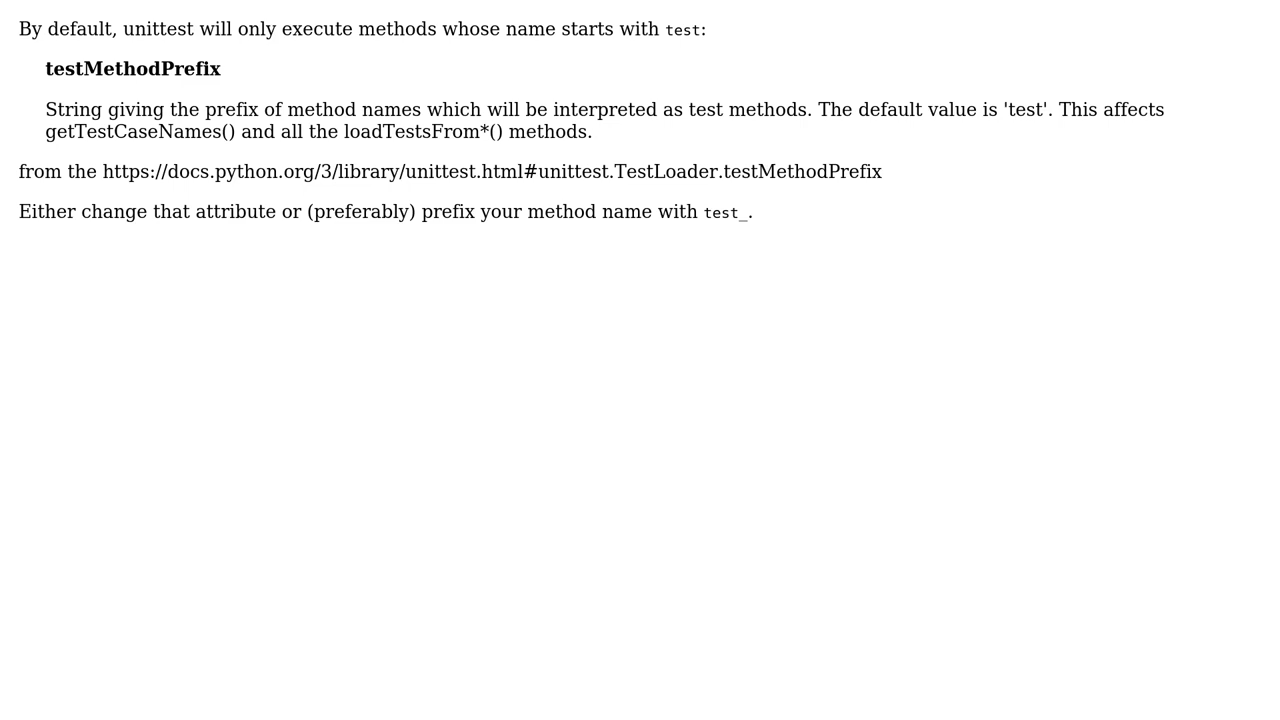 By default, unittest will only execute methods whose name starts with test:
testMethodPrefix
String giving the prefix of method names which will be interpreted as test methods. The default value is 'test'. This affects
getTestCaseNames() and all the loadTestsFrom*() methods.
from the https://docs.python.org/3/library/unittest.html#unittest.TestLoader.testMethodPrefix
Either change that attribute or (preferably) prefix your method name with test_.